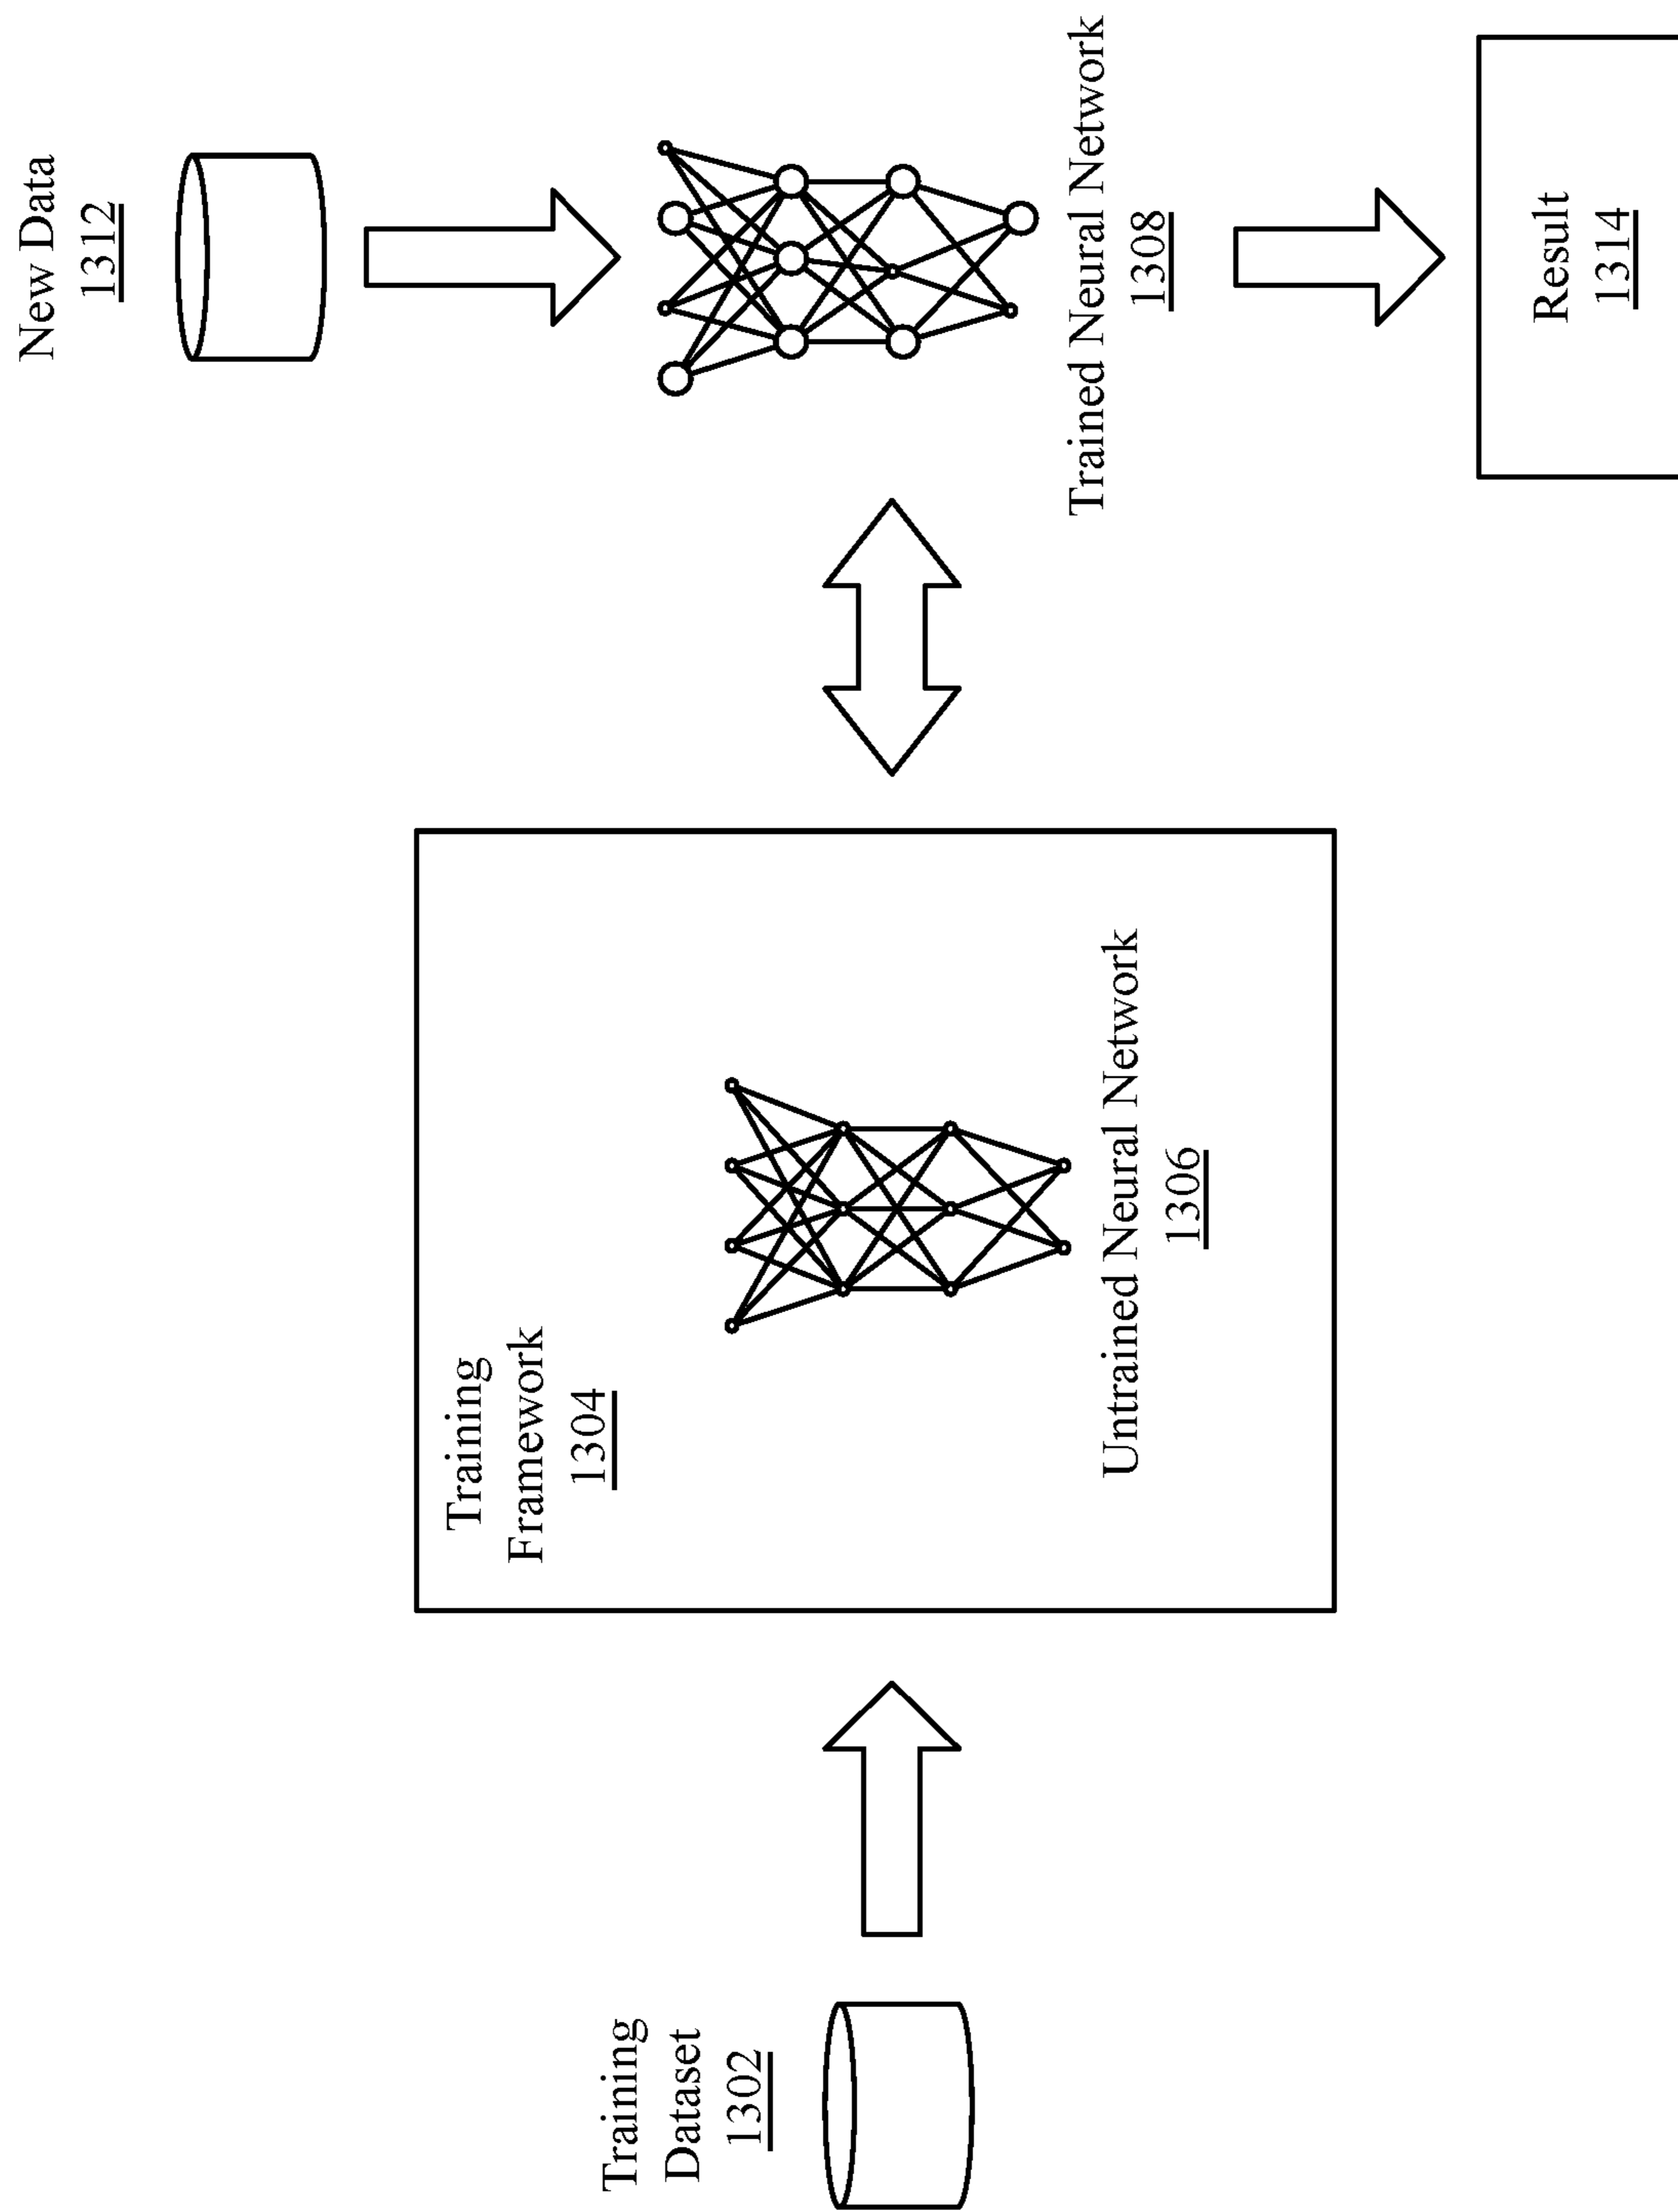 Training
Dataset
1302
Training
Framework
1304
Untrained Neural Network
1306
New Data
1312
Trained Neural Network
1308
Result
1314